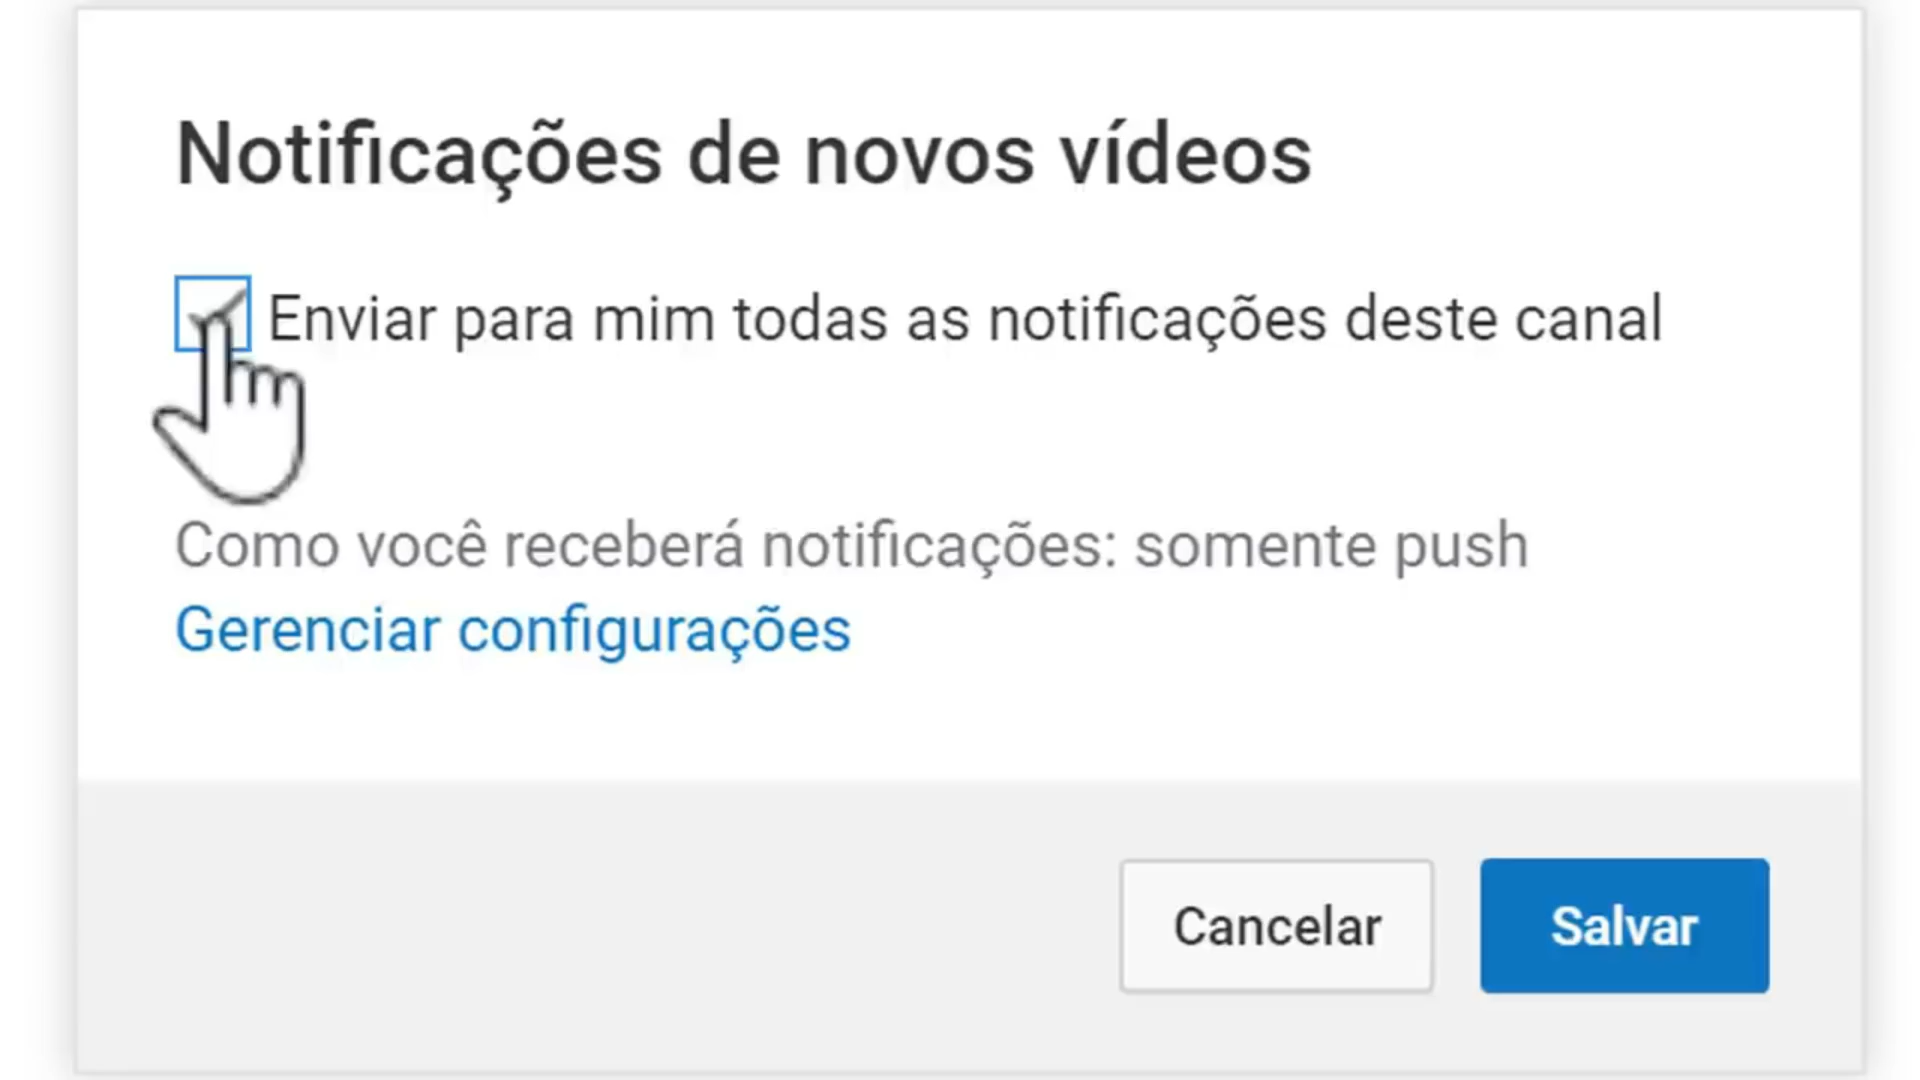 Notificações de novos vídeos
Enviar para mim todas as notificações deste canal
Como você receberá notificações: somente push
Gerenciar configurações
Cancelar
Salvar